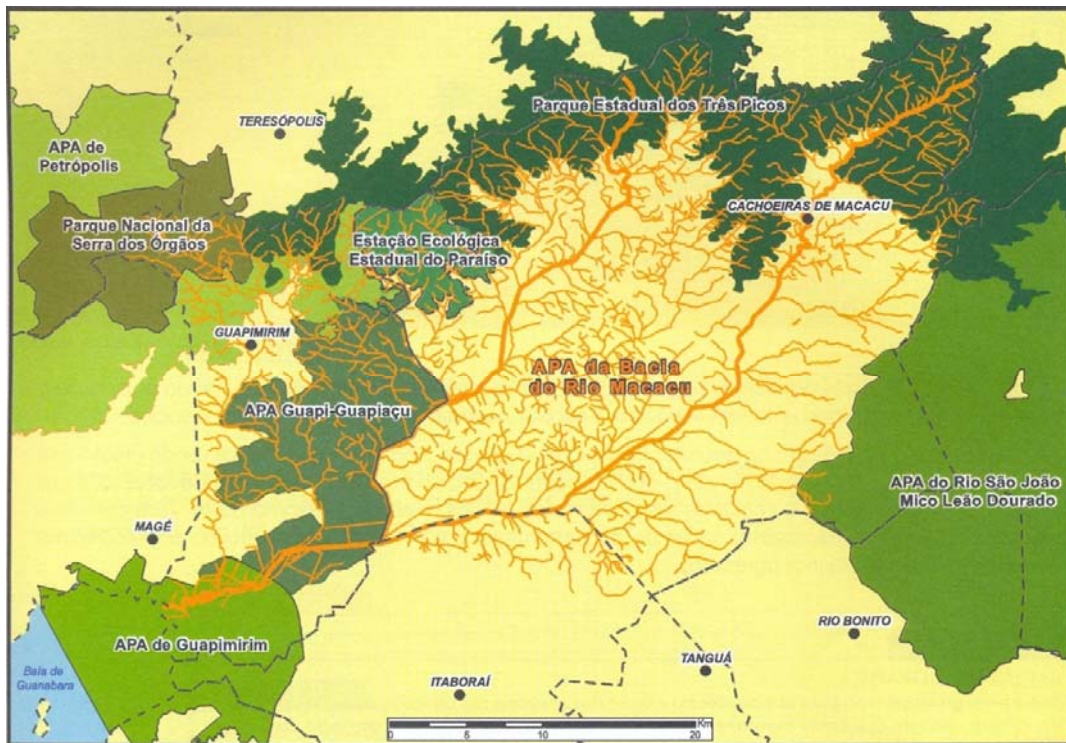 Parque Estadual dos Três Picos
TERESÓPOLIS
APA de
Petrópolis
CACHOEIRAS DE MACACU
Parque Nacional da
Serra dos Órgãos
Estação Ecológica
Estadual do Paraíso
GUAPIMIRIM
APA da Bacia
do Rio Macacu
APA Guapi-Guapiaçu
APA do Rio São João
Mico Leão Dourado
MAGÉ
RIO BONITO
APA de Guapimirim
TANGUÁ
Baía de
Guanabara
ITABORAÍ
Km
0 5 10 20